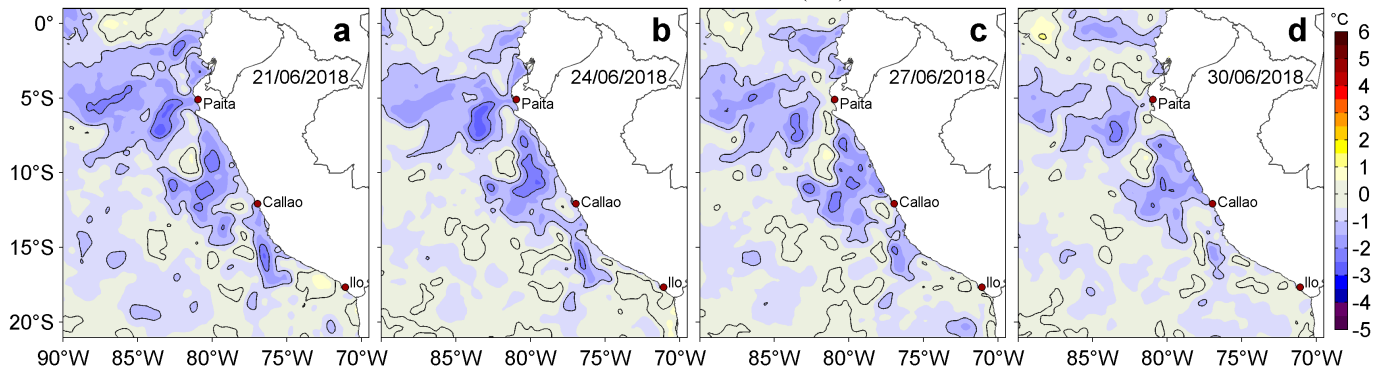 a
21/06/2018
Paita
Callao
Ilo
0°
5°S
10°S
15°S
20°S
90°W
85°W
80°W
75°W
70°W
b
24/06/2018
Paita
Callao
Ilo
85°W
80°W
75°W
70°W
c
27/06/2018
Paita
Callao
Ilo
85°W
80°W
75°W
70°W
d
30/06/2018
Paita
Callao
Ilo
85°W
80°W
75°W
70°W
°C
6
5
4
3
2
1
0
-1
-2
-3
-4
-5